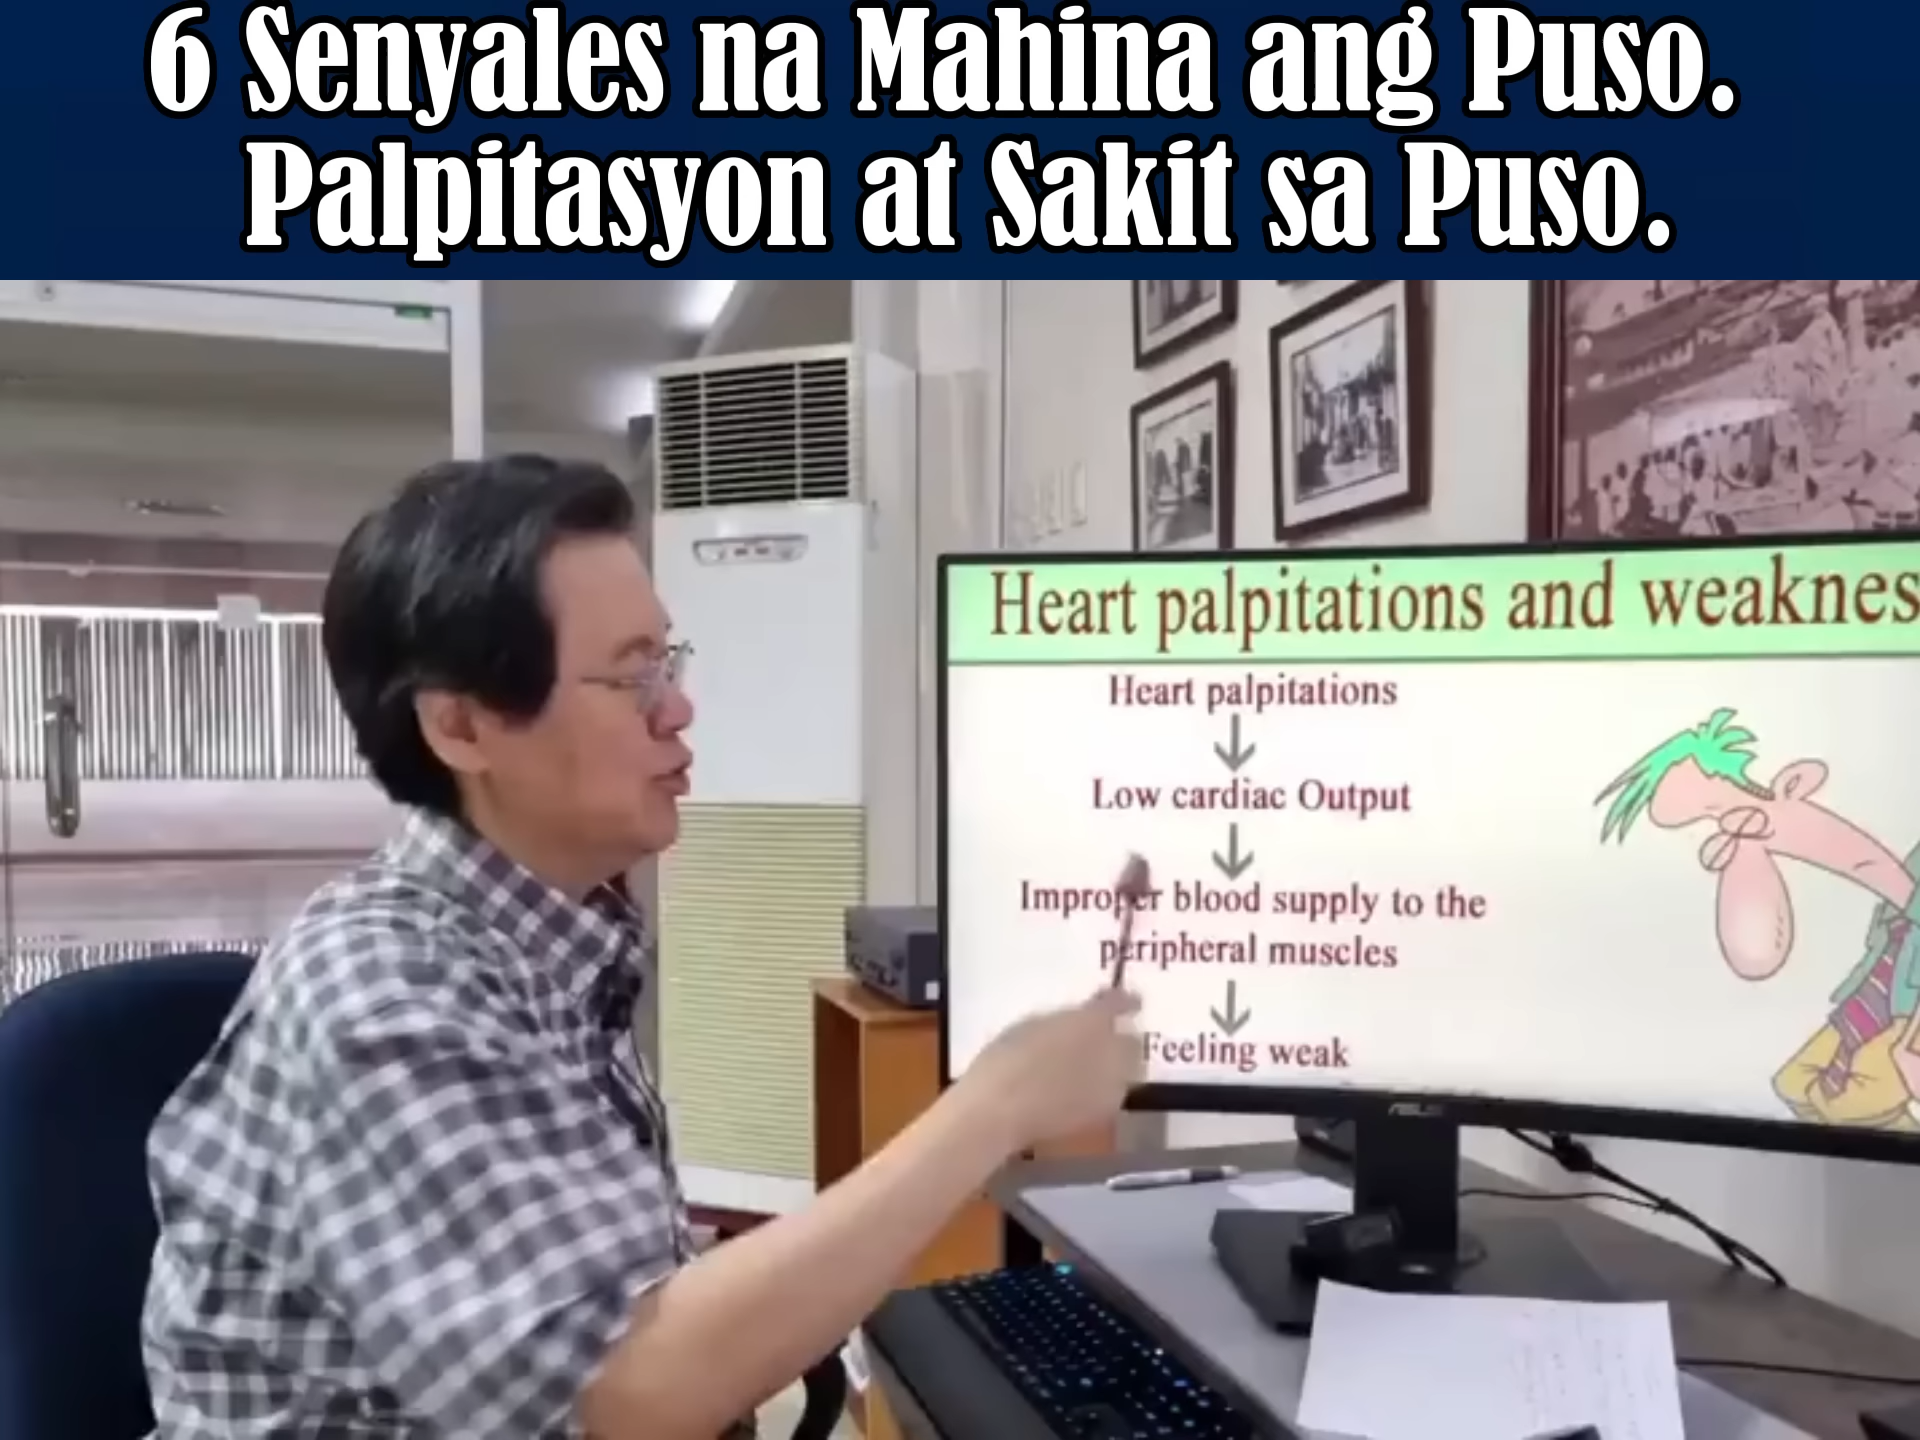 6 Senyales na Mahina ang Puso.
Palpitasyon at Sakit sa Puso.
Heart palpitations and weaknes
Heart palpitations
Low cardiac Output
Improper blood supply to the
peripheral muscles
Feeling weak
ASUS